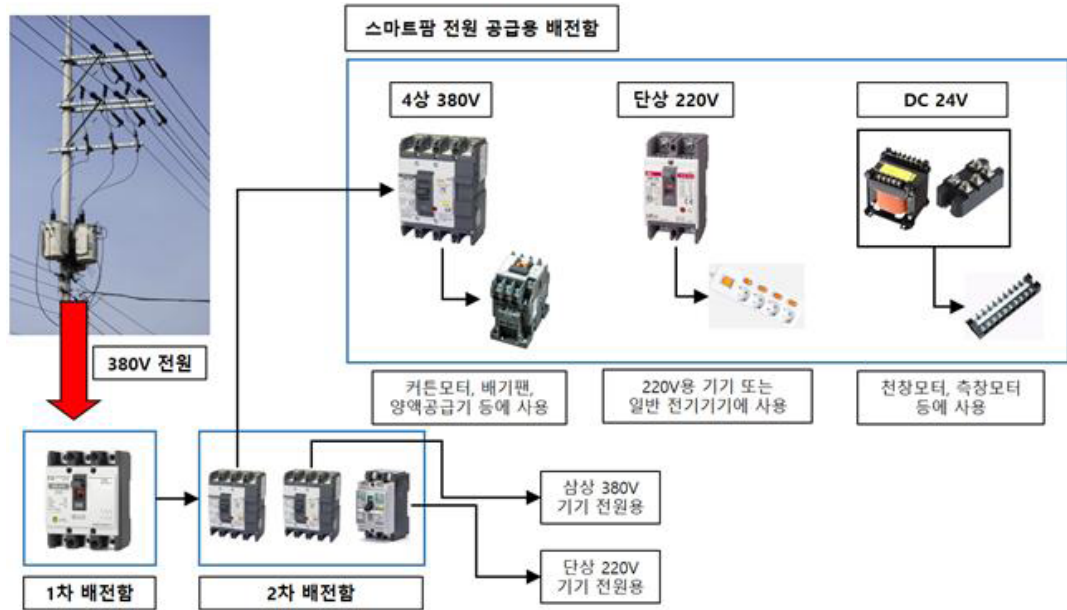 스마트팜 전원 공급용 배전함
4상 380V
단상 220V
DC 24V
380V 전원
커튼모터, 배기팬,
양액공급기 등에 사용
220V용 기기 또는
일반 전기기기에 사용
천창모터, 측창모터
등에 사용
삼상 380V
기기 전원용
단상 220V
기기 전원용
1차 배전함
2차 배전함